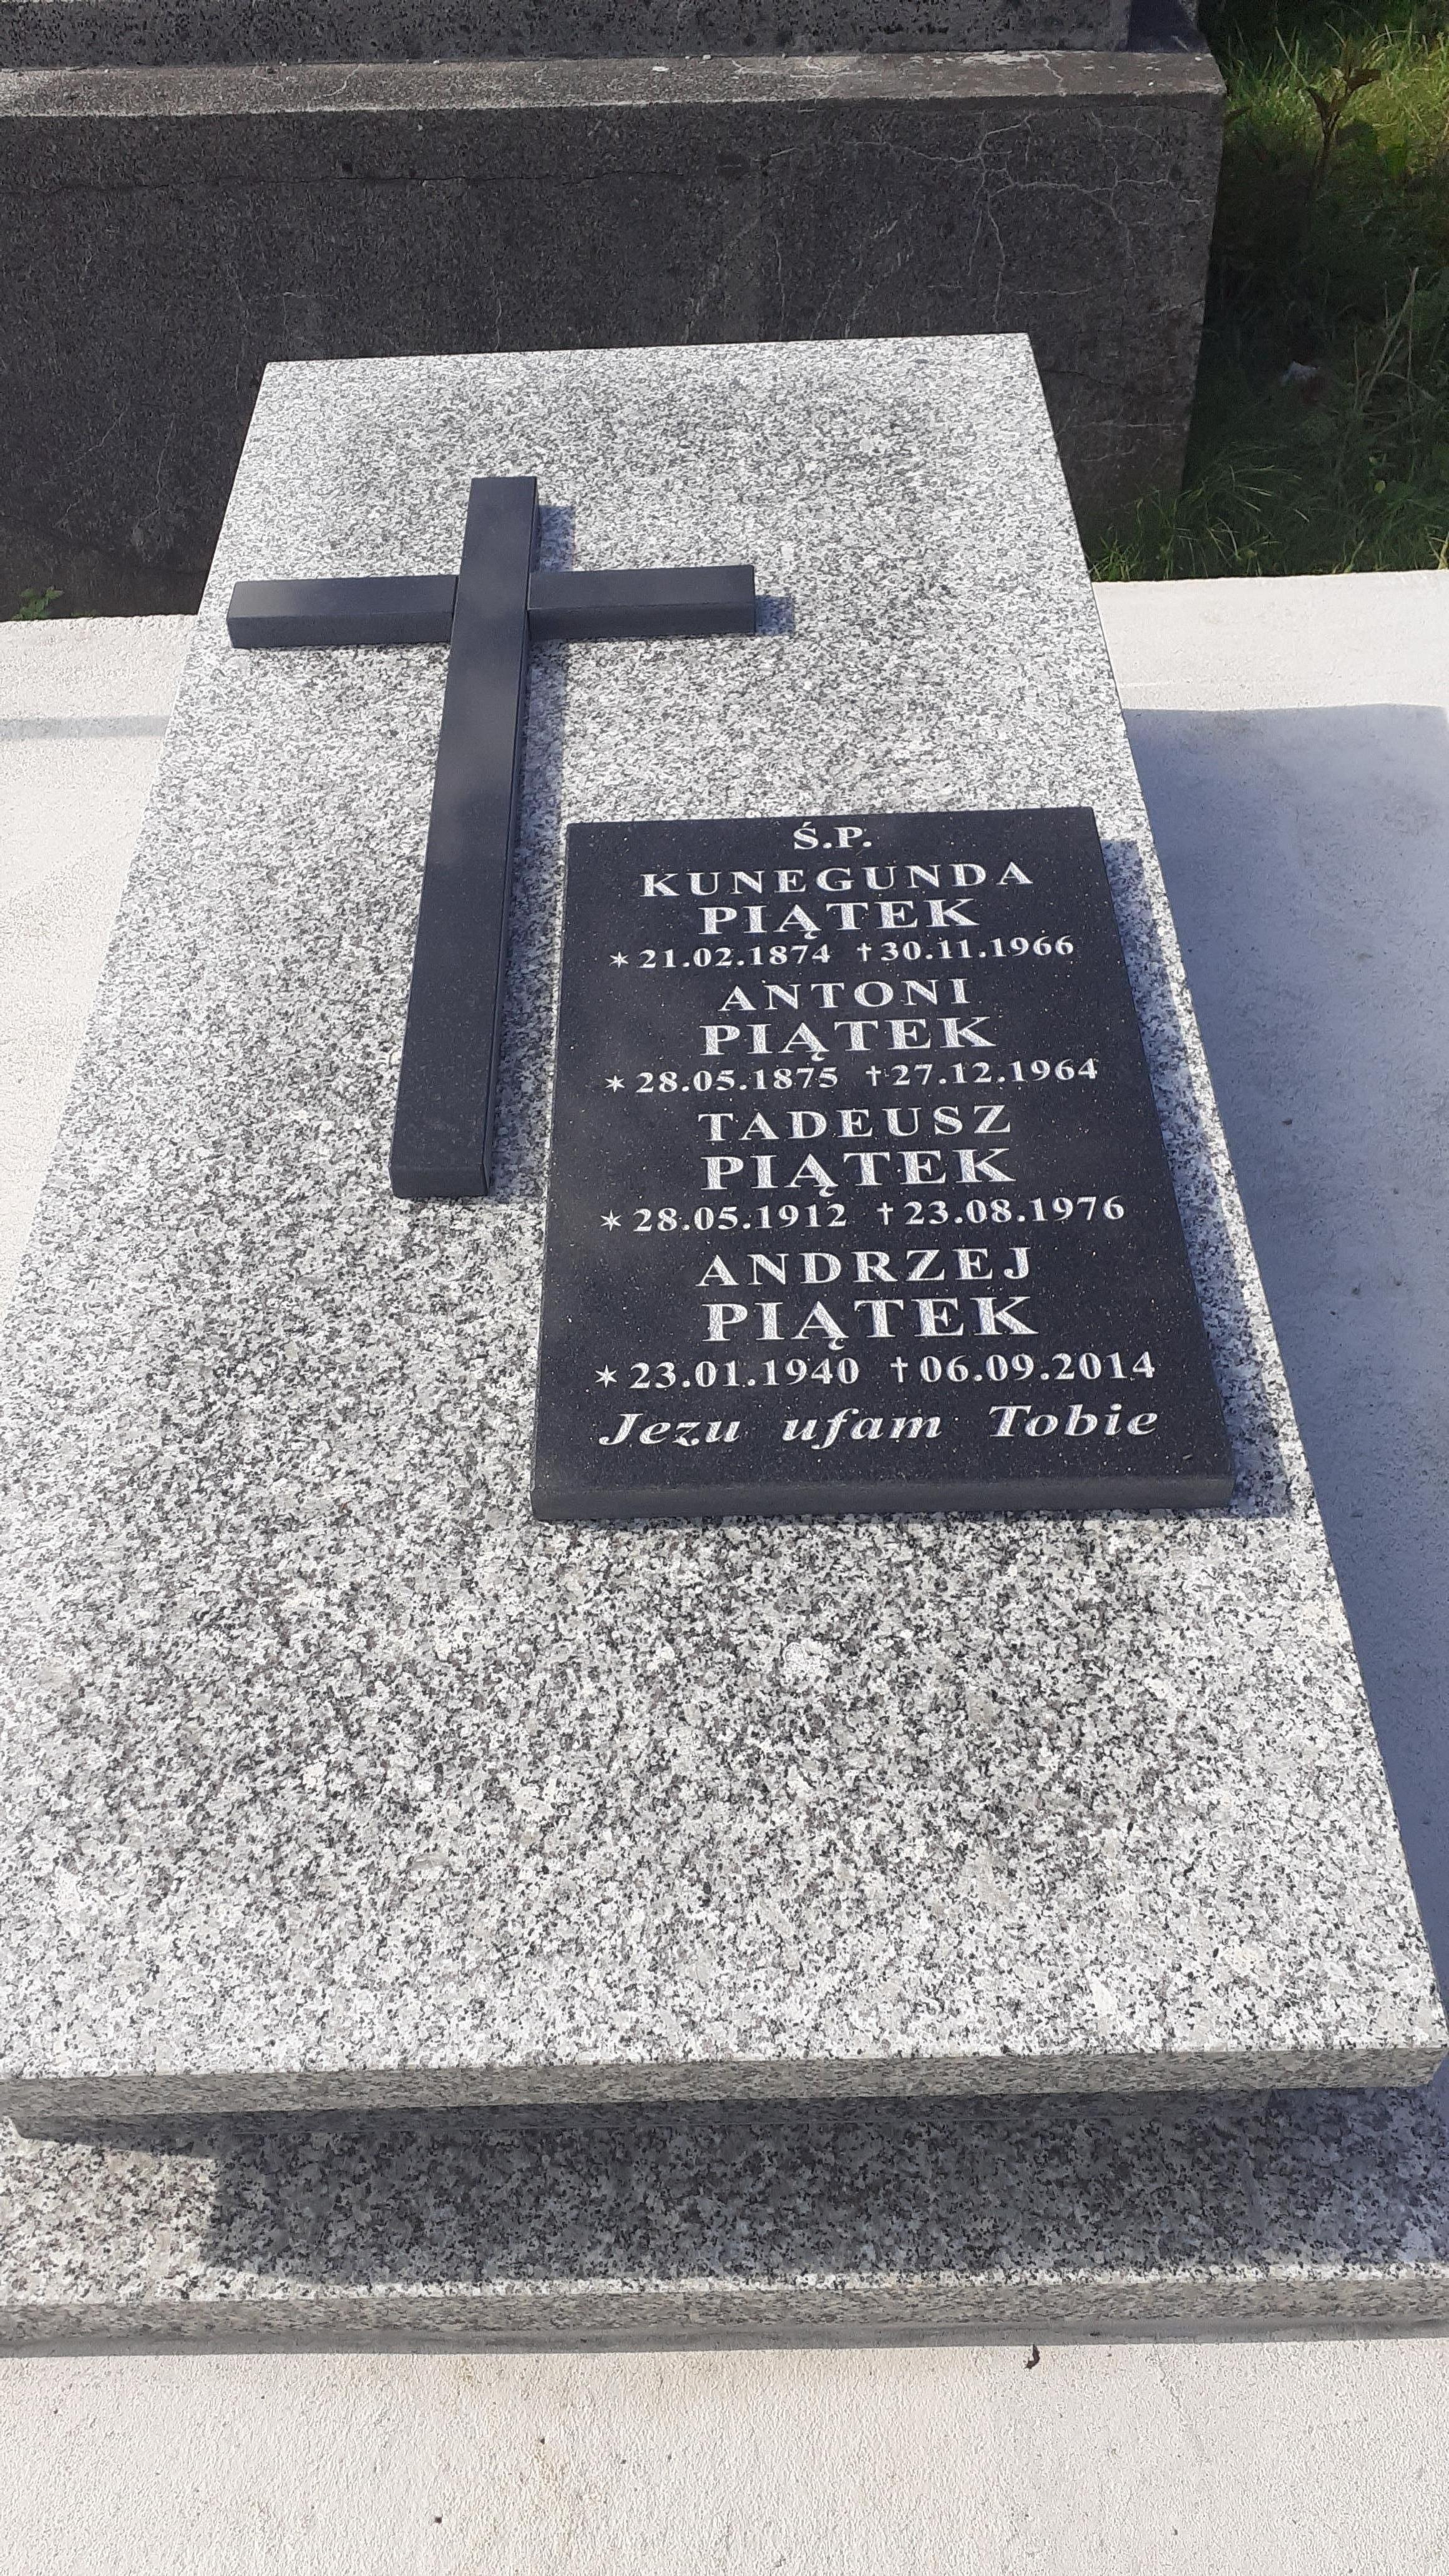 Ś.P.
KUNEGUNDA
PIĄTEK
✶21.02.1874 †30.11.1966
ANTONI
PIĄTEK
✶28.05.1875 †27.12.1964
TADEUSZ
PIĄTEK
✶28.05.1912 †23.08.1976
ANDRZEJ
PIĄTEK
✶23.01.1940 †06.09.2014
Jezu ufam Tobie